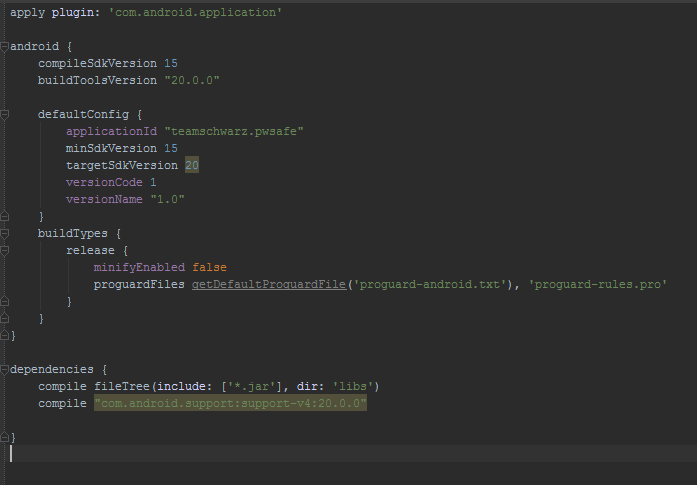 apply plugin: 'com.android.application'
android {
    compileSdkVersion 15
    buildToolsVersion "20.0.0"
    defaultConfig {
        applicationId "teamschwarz.pwsafe"
        minSdkVersion 15
        targetSdkVersion 20
        versionCode 1
        versionName "1.0"
    }
    buildTypes {
        release {
            minifyEnabled false
            proguardFiles getDefaultProguardFile('proguard-android.txt'), 'proguard-rules.pro'
        }
    }
}
dependencies {
    compile fileTree(include: ['*.jar'], dir: 'libs')
    compile "com.android.support:support-v4:20.0.0"
}